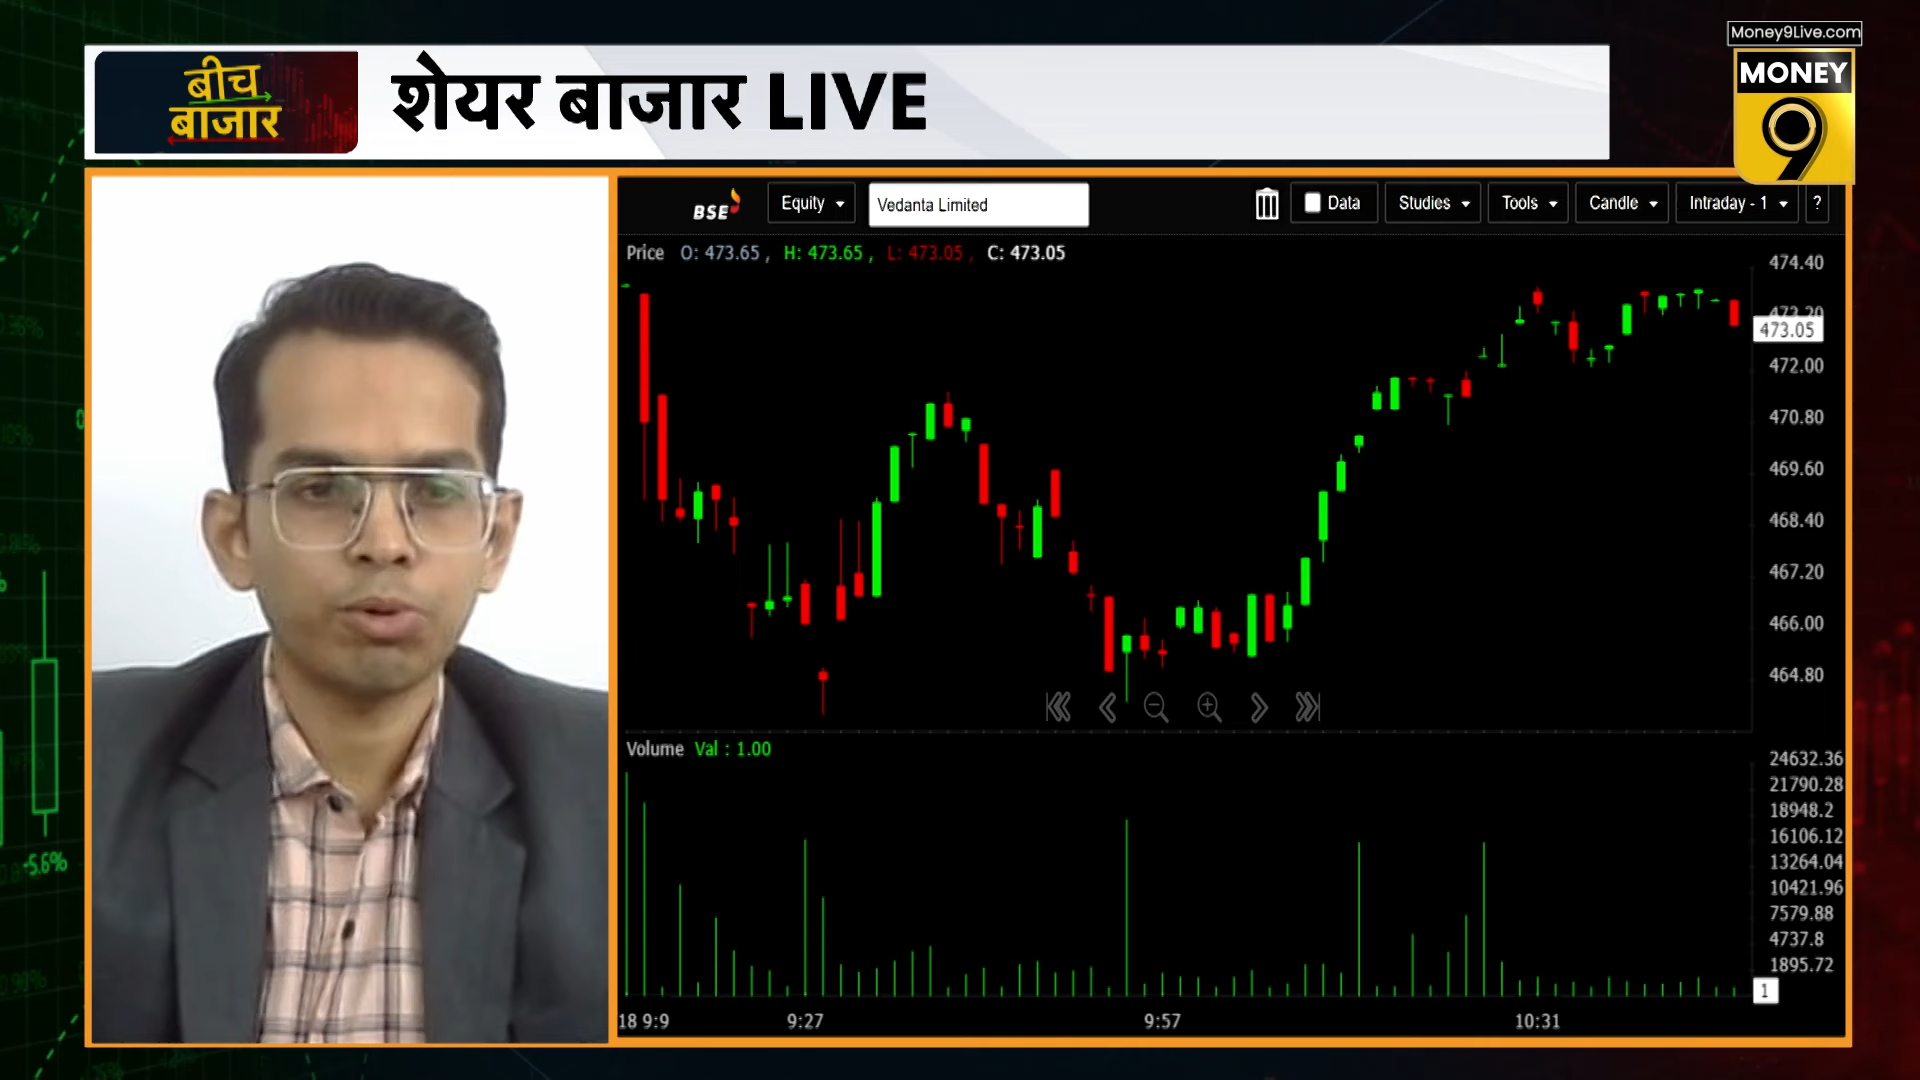 Money9Live.com
MONEY
9
बीच
बाजार
शेयर बाजार LIVE
BSE
Equity
Vedanta Limited
Data
Studies
Tools
Candle
Intraday - 1
?
Price O: 473.65 , H: 473.65 , L: 473.05 , C: 473.05
474.40
473.20
473.05
472.00
470.80
469.60
468.40
467.20
466.00
464.80
Volume Val : 1.00
24632.36
21790.28
18948.2
16106.12
13264.04
10421.96
7579.88
4737.8
1895.72
1
18 9:9
9:27
9:57
10:31
-5.6%